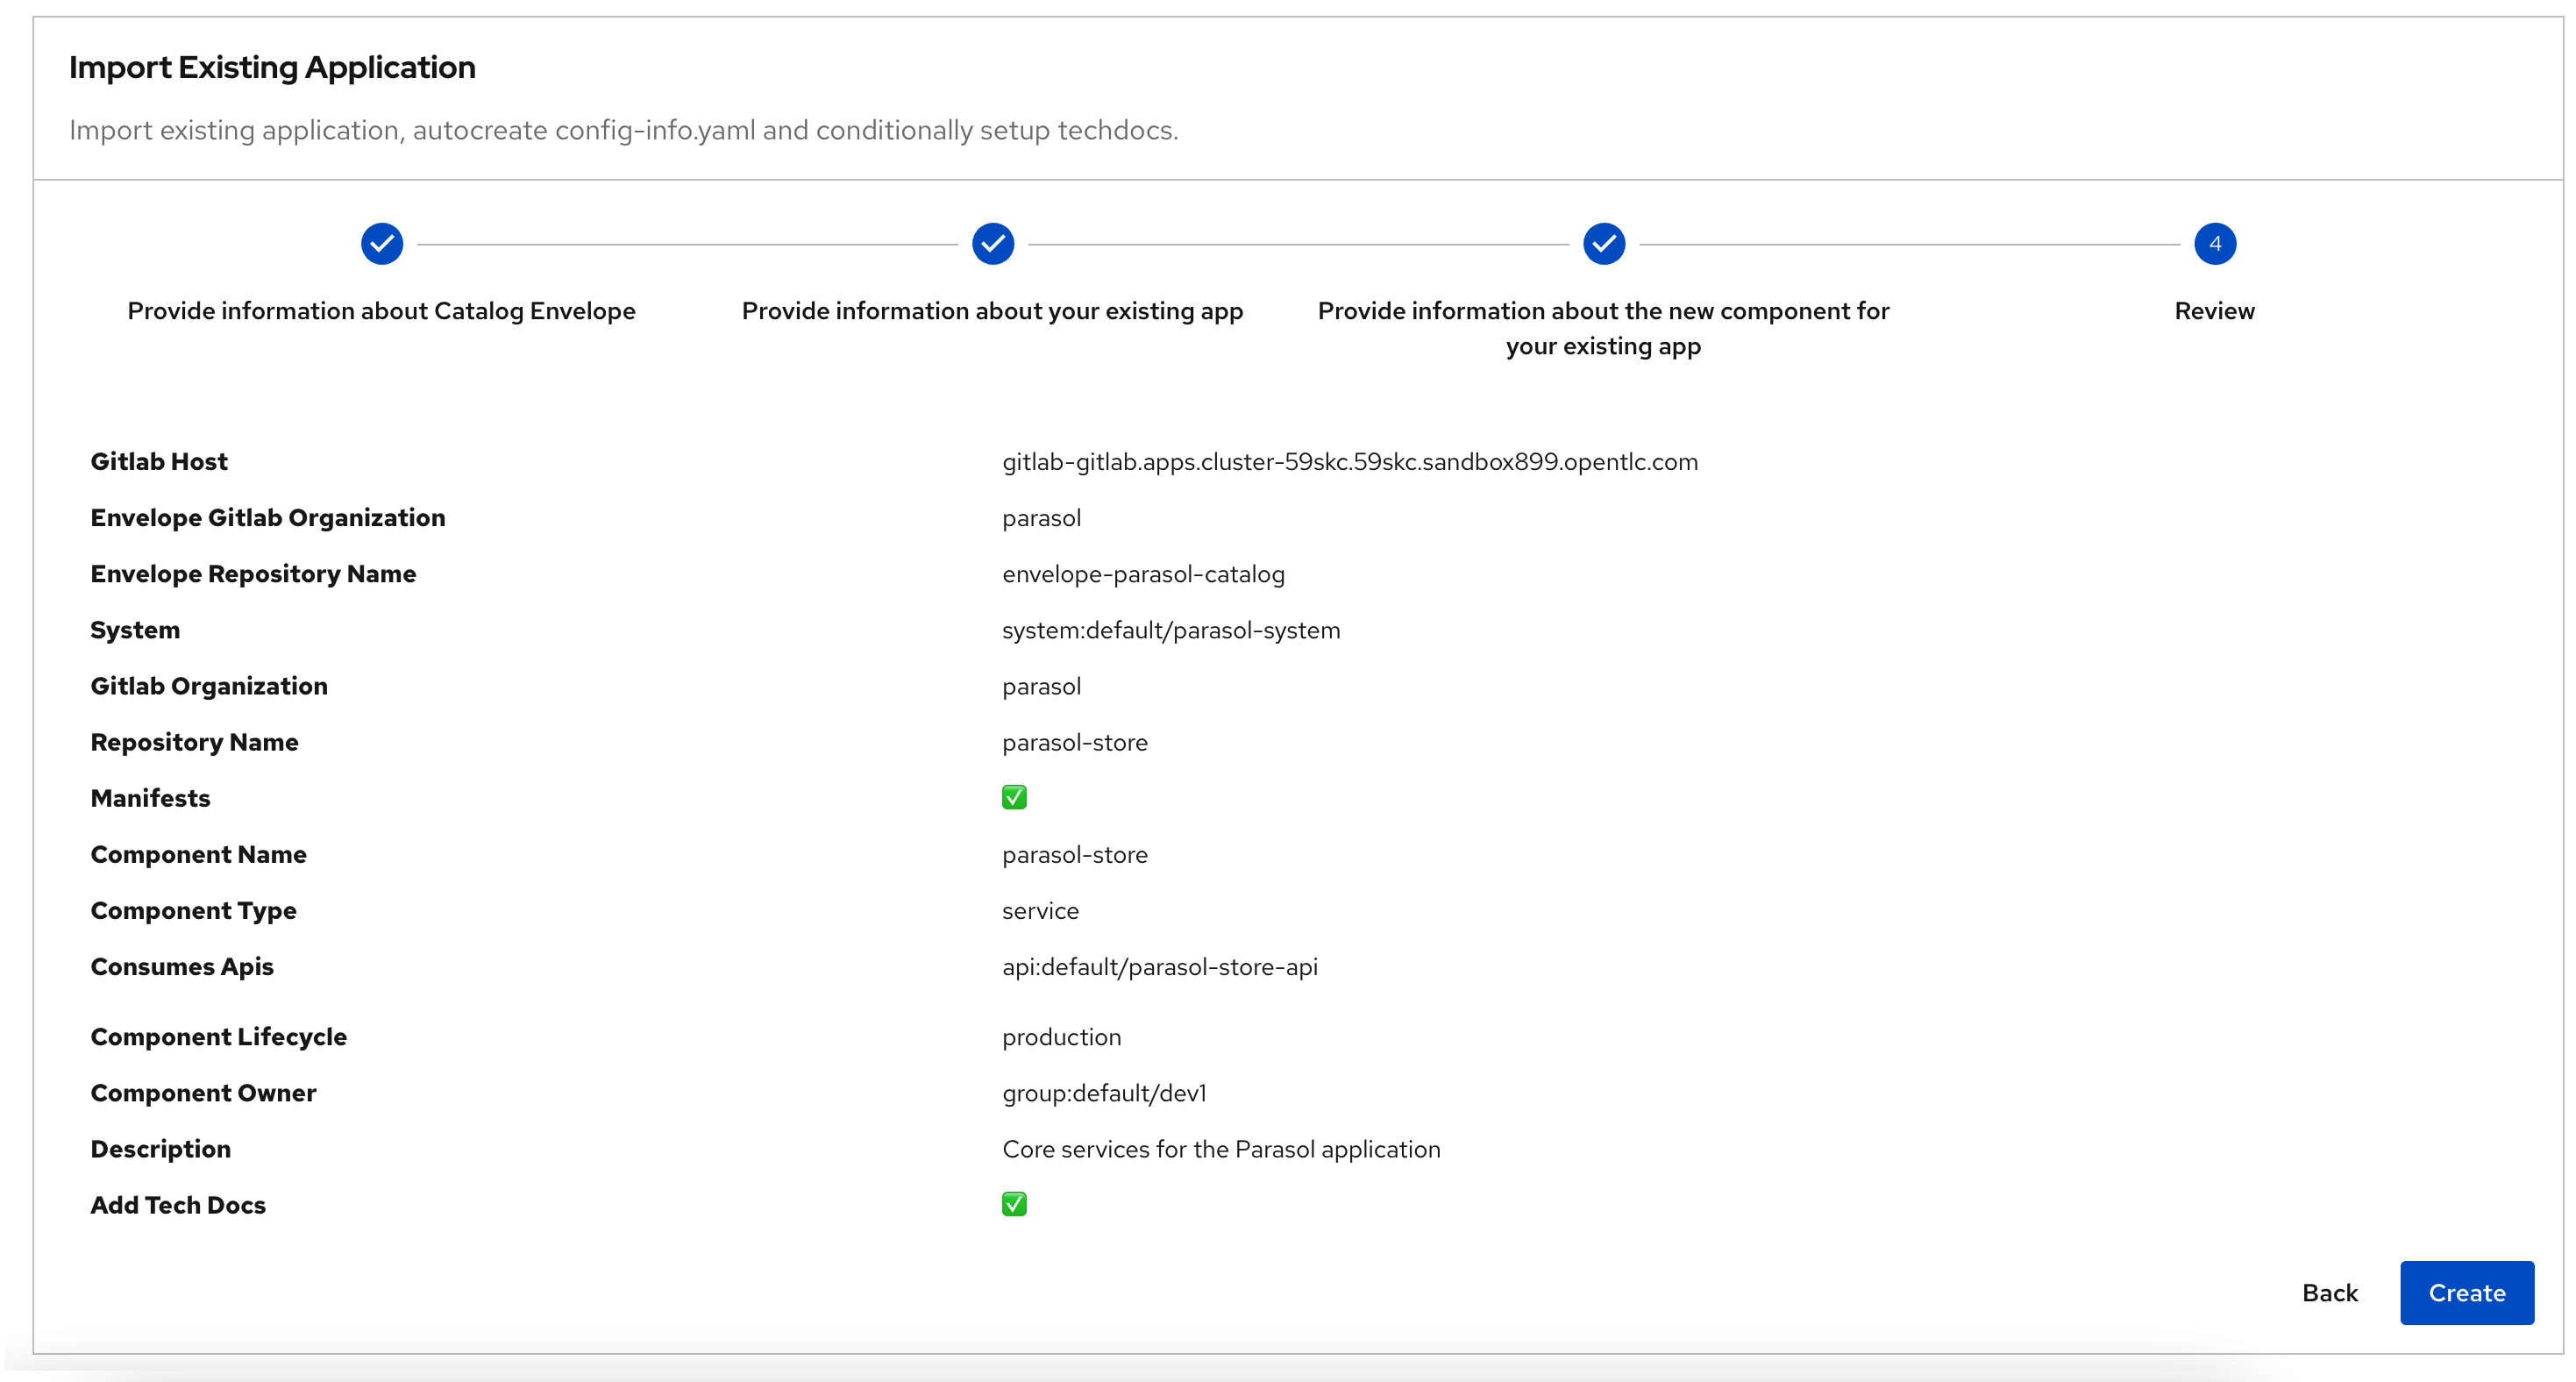 Import Existing Application
Import existing application, autocreate config-info.yaml and conditionally setup techdocs.
4
Provide information about Catalog Envelope
Provide information about your existing app
Provide information about the new component for
your existing app
Review
Gitlab Host gitlab-gitlab.apps.cluster-59skc.59skc.sandbox899.opentlc.com
Envelope Gitlab Organization parasol
Envelope Repository Name envelope-parasol-catalog
System system:default/parasol-system
Gitlab Organization parasol
Repository Name parasol-store
Manifests ✅
Component Name parasol-store
Component Type service
Consumes Apis api:default/parasol-store-api
Component Lifecycle production
Component Owner group:default/dev1
Description Core services for the Parasol application
Add Tech Docs ✅
Back Create